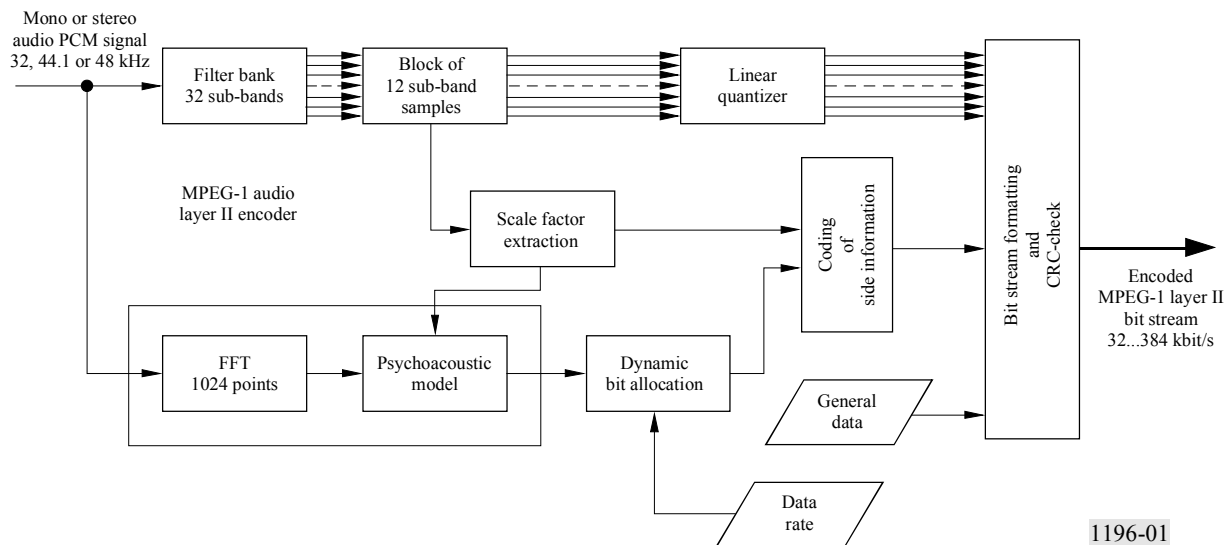 Mono or stereo
audio PCM signal
32, 44.1 or 48 kHz
Filter bank
32 sub-bands
Block of
12 sub-band
samples
Linear
quantizer
MPEG-1 audio
layer II encoder
Scale factor
extraction
Coding
of
side information
Bit stream formatting
and
CRC-check
Encoded
MPEG-1 layer II
bit stream
32...384 kbit/s
FFT
1024 points
Psychoacoustic
model
Dynamic
bit allocation
General
data
Data
rate
1196-01